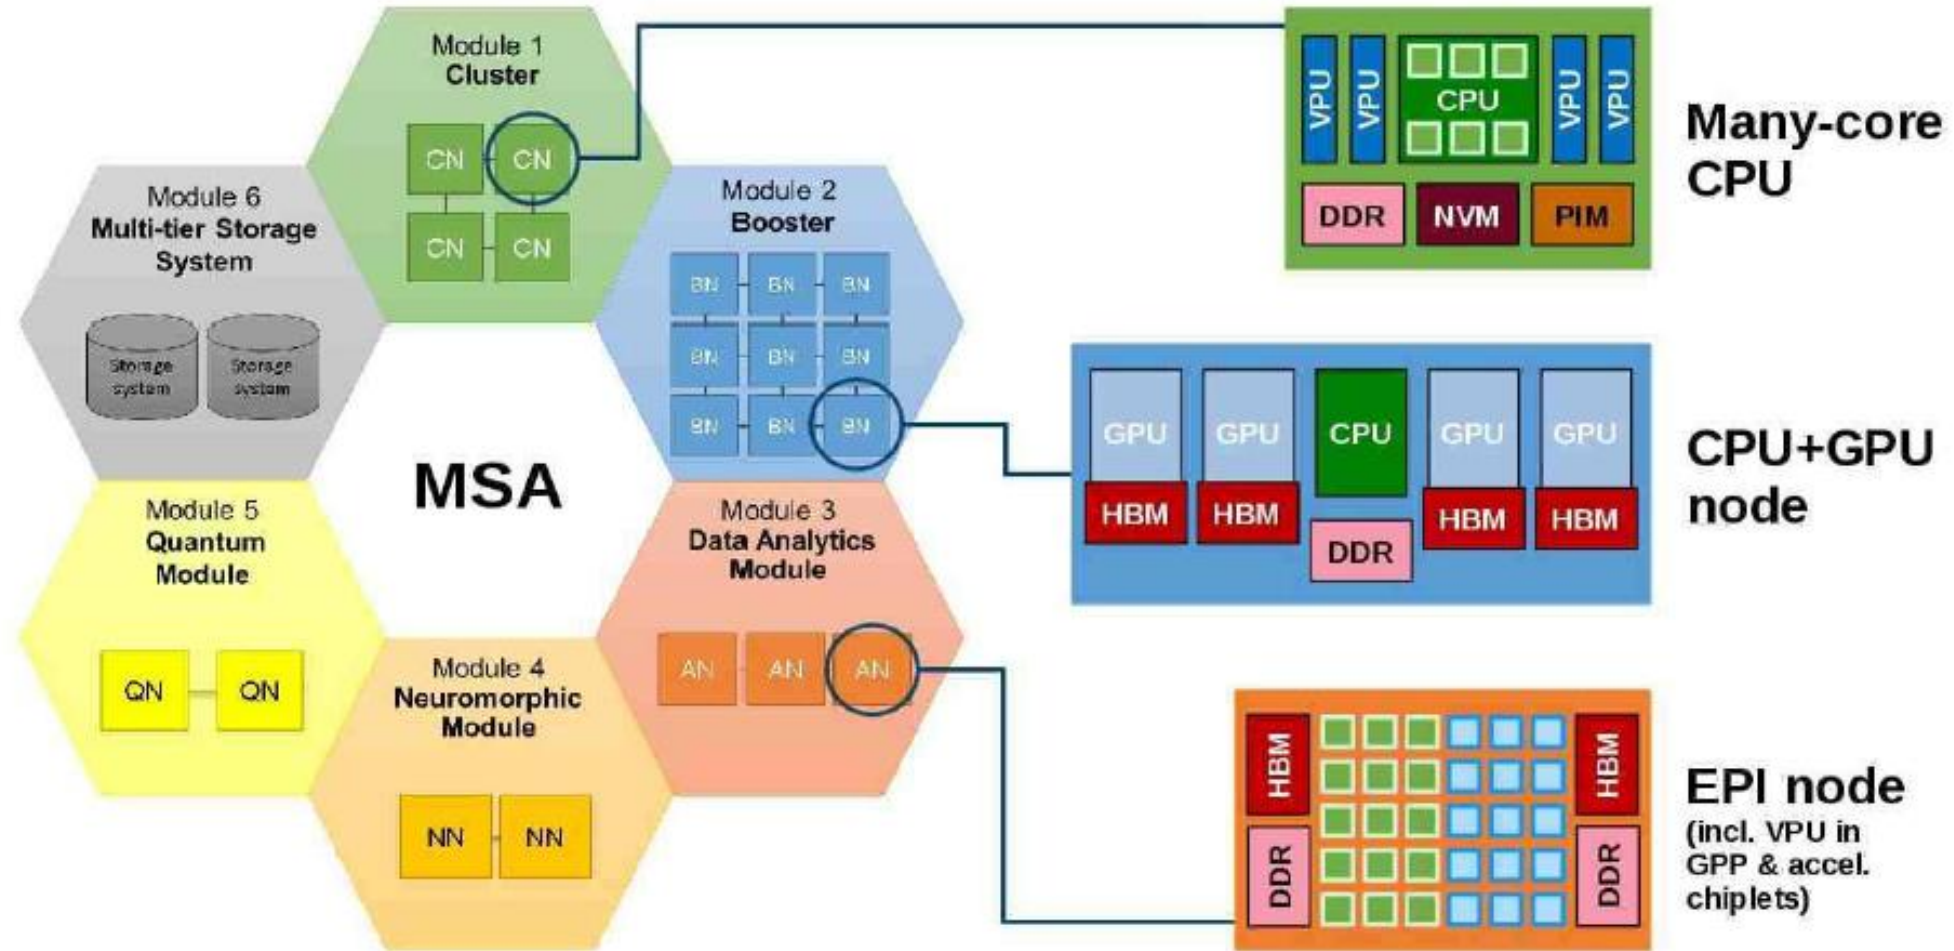 Module 1
Cluster
CN
CN
CN
CN
Module 2
Booster
BN
BN
BN
BN
BN
BN
BN
BN
BN
Module 3
Data Analytics
Module
AN
AN
AN
Module 4
Neuromorphic
Module
NN
NN
Module 5
Quantum
Module
QN
QN
Module 6
Multi-tier Storage
System
Storage
system
Storage
system
MSA
VPU
VPU
CPU
VPU
VPU
DDR
NVM
PIM
Many-core
CPU
GPU
GPU
CPU
GPU
GPU
HBM
HBM
DDR
HBM
HBM
CPU+GPU
node
HBM
HBM
DDR
DDR
EPI node
(incl. VPU in
GPP & accel.
chiplets)